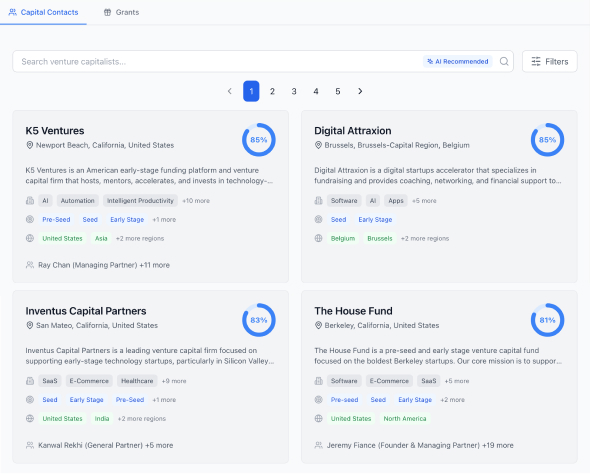 Capital Contacts
Grants
Search venture capitalists...
AI Recommended
Filters
1 2 3 4 5
K5 Ventures
85%
Newport Beach, California, United States
K5 Ventures is an American early-stage funding platform and venture
capital firm that hosts, mentors, accelerates, and invests in technology-...
AI Automation Intelligent Productivity +10 more
Pre-Seed Seed Early Stage +1 more
United States Asia +2 more regions
Ray Chan (Managing Partner) +11 more
Digital Attraxion
85%
Brussels, Brussels-Capital Region, Belgium
Digital Attraxion is a digital startups accelerator that specializes in
fundraising and provides coaching, networking, and financial support to...
Software AI Apps +5 more
Seed Early Stage
Belgium Brussels +2 more regions
Inventus Capital Partners
83%
San Mateo, California, United States
Inventus Capital Partners is a leading venture capital firm focused on
supporting early-stage technology startups, particularly in Silicon Valley...
SaaS E-Commerce Healthcare +9 more
Seed Early Stage Pre-Seed +1 more
United States India +2 more regions
Kanwal Rekhi (General Partner) +5 more
The House Fund
81%
Berkeley, California, United States
The House Fund is a pre-seed and early stage venture capital fund
focused on the boldest Berkeley startups. Our core mission is to suppor...
Software E-Commerce SaaS +5 more
Pre-seed Seed Early Stage +2 more
United States North America
Jeremy Fiance (Founder & Managing Partner) +19 more